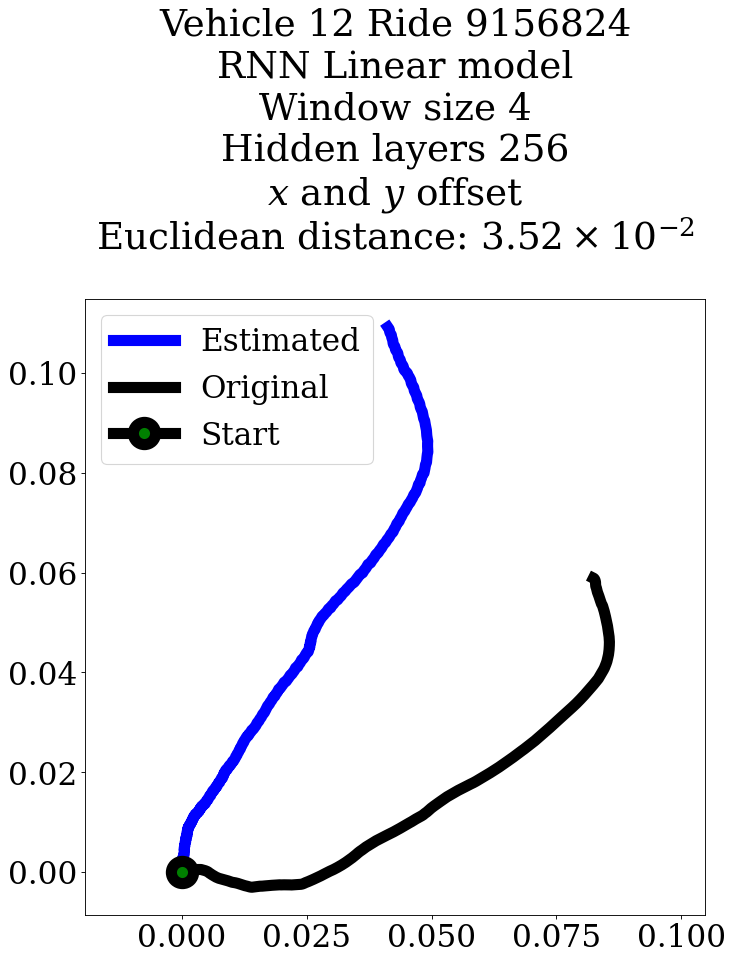 Vehicle 12 Ride 9156824
RNN Linear model
Window size 4
Hidden layers 256
x and y offset
Euclidean distance: 3.52 × 10⁻²
Estimated
Original
Start
0.10
0.08
0.06
0.04
0.02
0.00
0.000 0.025 0.050 0.075 0.100